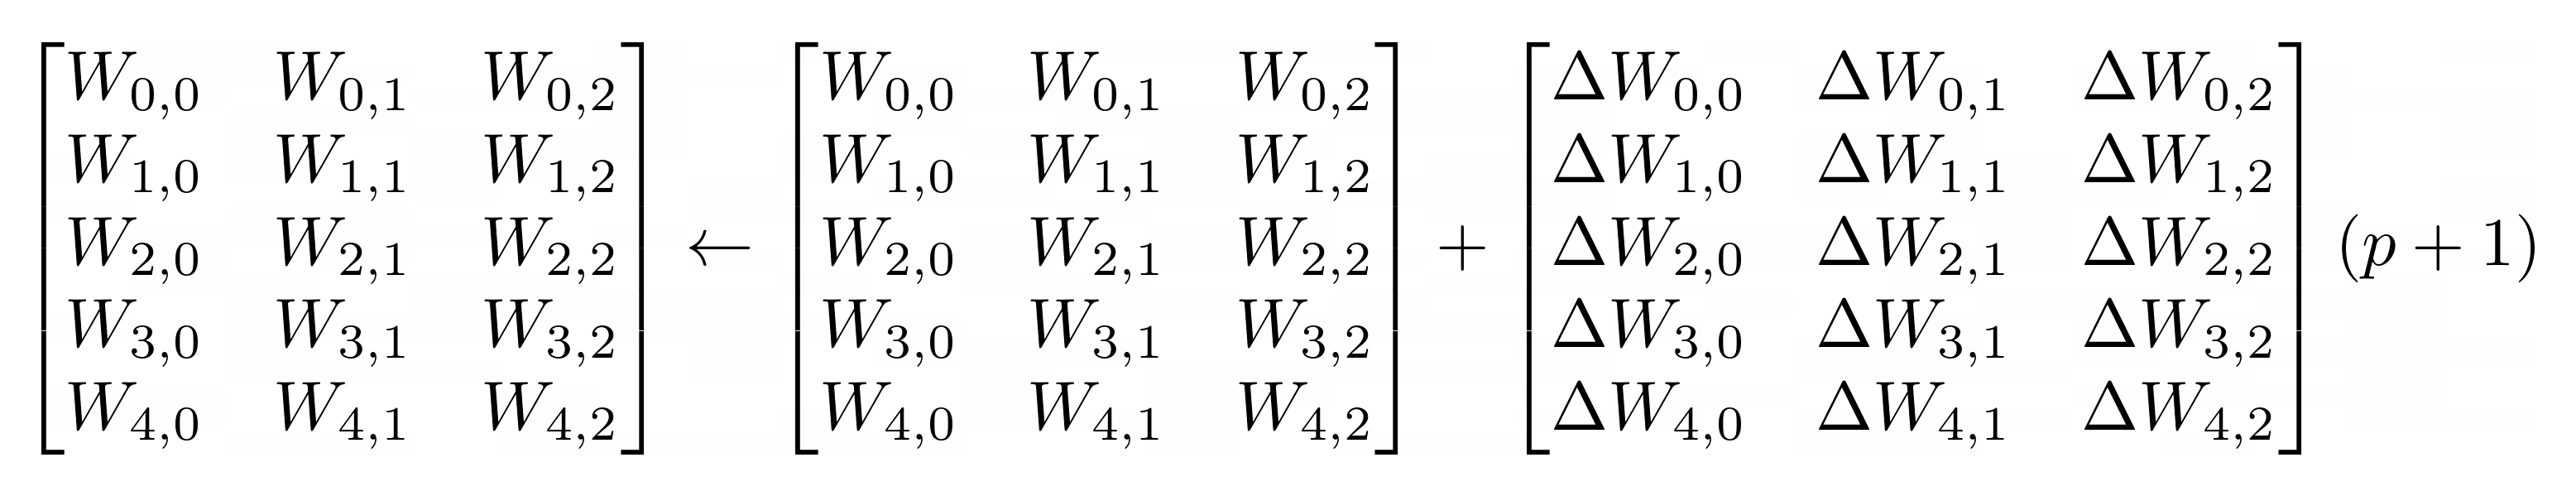 \begin{bmatrix} W_{0,0} & W_{0,1} & W_{0,2} \\ W_{1,0} & W_{1,1} & W_{1,2} \\ W_{2,0} & W_{2,1} & W_{2,2} \\ W_{3,0} & W_{3,1} & W_{3,2} \\ W_{4,0} & W_{4,1} & W_{4,2} \end{bmatrix} \leftarrow \begin{bmatrix} W_{0,0} & W_{0,1} & W_{0,2} \\ W_{1,0} & W_{1,1} & W_{1,2} \\ W_{2,0} & W_{2,1} & W_{2,2} \\ W_{3,0} & W_{3,1} & W_{3,2} \\ W_{4,0} & W_{4,1} & W_{4,2} \end{bmatrix} + \begin{bmatrix} \Delta W_{0,0} & \Delta W_{0,1} & \Delta W_{0,2} \\ \Delta W_{1,0} & \Delta W_{1,1} & \Delta W_{1,2} \\ \Delta W_{2,0} & \Delta W_{2,1} & \Delta W_{2,2} \\ \Delta W_{3,0} & \Delta W_{3,1} & \Delta W_{3,2} \\ \Delta W_{4,0} & \Delta W_{4,1} & \Delta W_{4,2} \end{bmatrix} (p + 1)